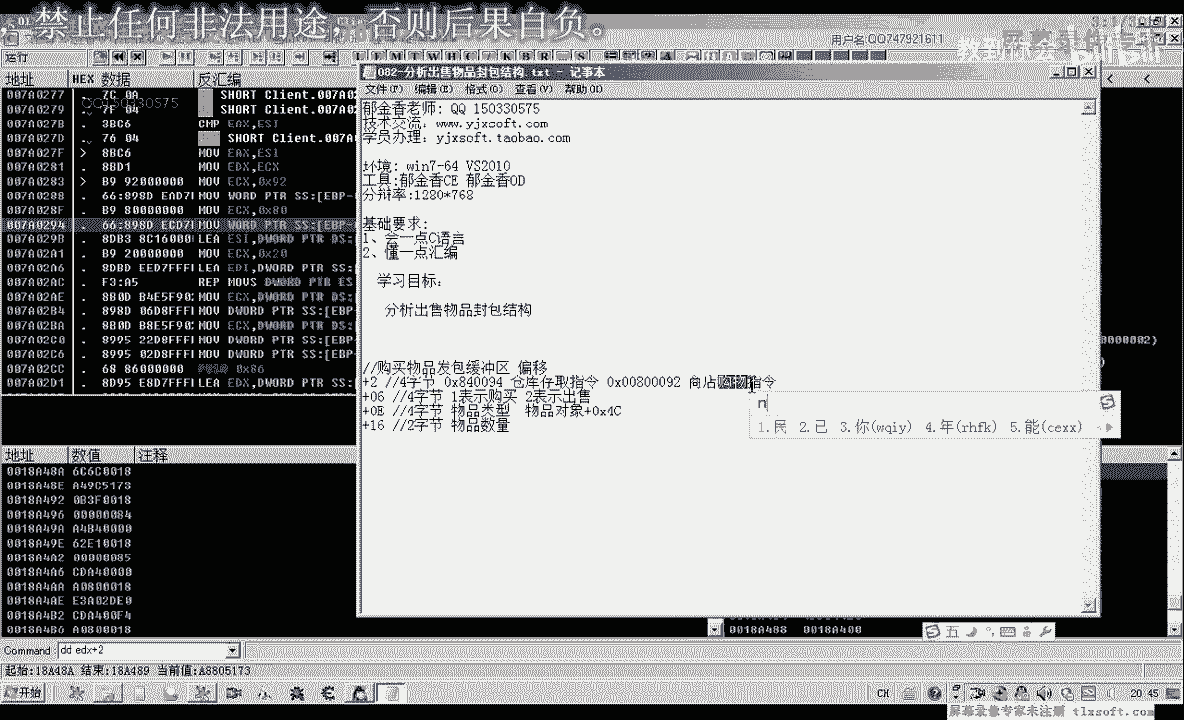 禁止任何非法用途，否则后果自负。
用户名:QQ747921611
运行
L E M T W H C K B R S
地址 HEX 数据 反汇编
QQ150330575
007A0277 7C 0A SHORT Client.007A0
007A0279 7F 04 SHORT Client.007A0
007A027B 3BC6 CMP EAX,ESI
007A027D 76 04 SHORT Client.007A
007A027F > 8BC6 MOV EAX,ESI
007A0281 8BD1 MOV EDX,ECX
007A0283 > B9 92000000 MOV ECX,0x92
007A0288 66:898D EAD7 MOV WORD PTR SS:[EBP-
007A028F B9 80000000 MOV ECX,0x80
007A0294 66:898D ECD7 MOV WORD PTR SS:[EBP-
007A029B 8DB3 8C16000 LEA ESI,DWORD PTR DS:
007A02A1 B9 20000000 MOV ECX,0x20
007A02A6 8DBD EED7FFF LEA EDI,DWORD PTR SS:
007A02AC F3:A5 REP MOVS DWORD PTR ES
007A02AE 8B0D B4E5F90 MOV ECX,DWORD PTR DS:
007A02B4 898D 06D8FFF MOV DWORD PTR SS:[EBP
007A02BA 8B0D B8E5F90 MOV ECX,DWORD PTR DS:
007A02C0 8995 22D8FFF MOV DWORD PTR SS:[EBP
007A02C6 8995 02D8FFF MOV DWORD PTR SS:[EBP
007A02CC 68 86000000 PUSH 0x86
007A02D1 8D95 E8D7FFF LEA EDX,DWORD PTR SS:
082-分析出售物品封包结构.txt - 记事本
文件(F) 编辑(E) 格式(O) 查看(V) 帮助(H)
郁金香老师: QQ 150330575
技术交流: www.yjxsoft.com
学员办理: yjxsoft.taobao.com
环境: win7-64 VS2010
工具:郁金香CE 郁金香OD
分辩率:1280*768
基础要求:
1、会一点C语言
2、懂一点汇编
学习目标:
分析出售物品封包结构
//购买物品发包缓冲区 偏移
+2 //4字节 0x840094 仓库存取指令 0x00800092 商店购物指令
+06 //4字节 1表示购买 2表示出售
+0E //4字节 物品类型 物品对象+0x4C
+16 //2字节 物品数量
n
1.民 2.已 3.你(wqiy) 4.年(rhfk) 5.能(cexx)
0000002)
地址 数值 注释
0018A48A 6C6C0018
0018A48E A49C5173
0018A492 0B3F0018
0018A496 00000084
0018A49A A4B40000
0018A49E 62E10018
0018A4A2 00000085
0018A4A6 CDA40000
0018A4AA A0800018
0018A4AE E3A02DE0
0018A4B2 CDA400F4
0018A4B6 A0800018
0018A488 0018A400
五
Command: dd edx+2
起始:18A48A 结束:18A489 当前值:A8805173
开始
CH
20:45
屏幕录像专家未注册 tlxsoft.com